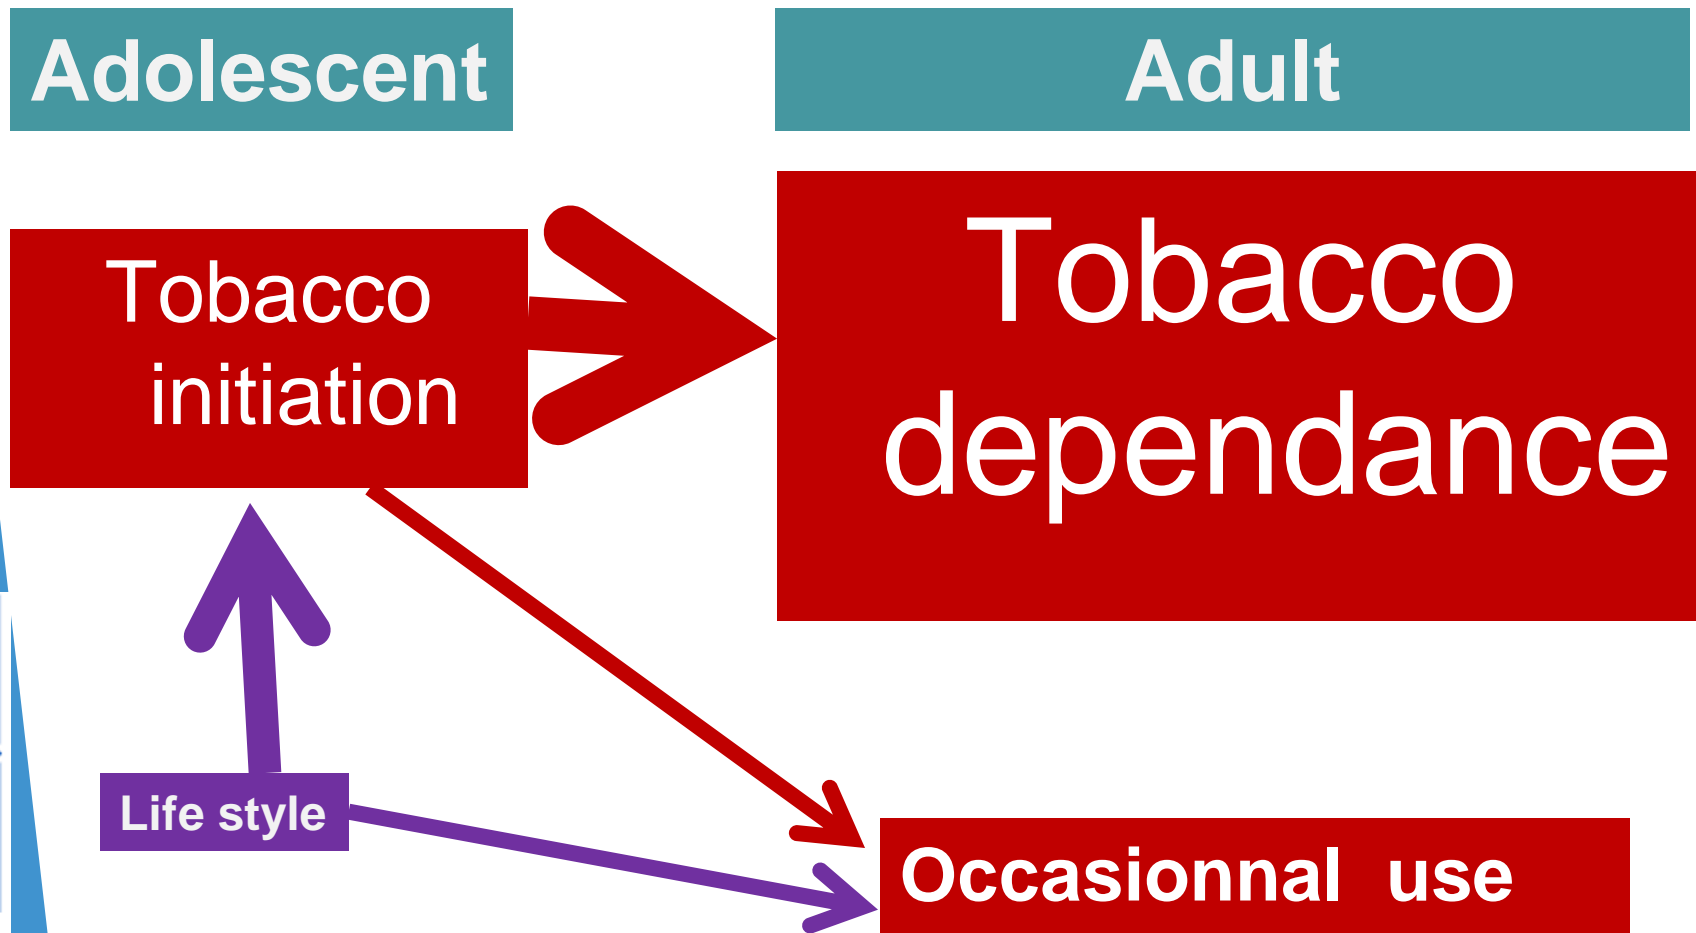 Adolescent
Adult
Tobacco
initiation
Tobacco
dependance
Life style
Occasionnal use